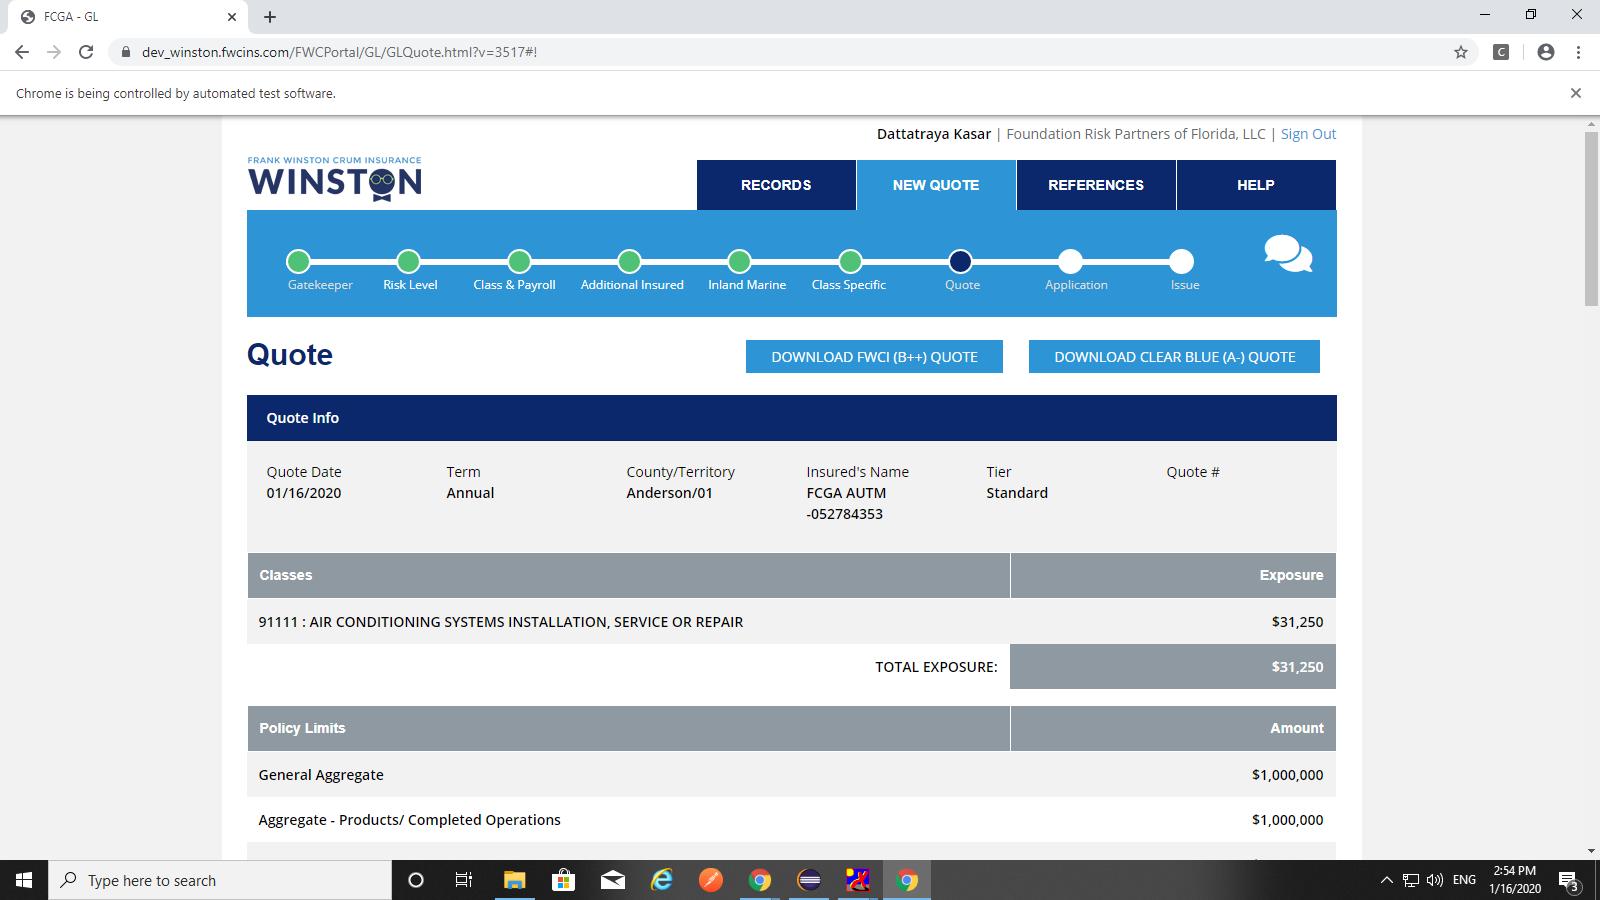 FCGA - GL
dev_winston.fwcins.com/FWCPortal/GL/GLQuote.html?v=3517#!
C
Chrome is being controlled by automated test software.
Dattatraya Kasar | Foundation Risk Partners of Florida, LLC | Sign Out
FRANK WINSTON CRUM INSURANCE
WINSTON
RECORDS NEW QUOTE REFERENCES HELP
Gatekeeper Risk Level Class & Payroll Additional Insured Inland Marine Class Specific Quote Application Issue
Quote
DOWNLOAD FWCI (B++) QUOTE DOWNLOAD CLEAR BLUE (A-) QUOTE
Quote Info
Quote Date Term County/Territory Insured's Name Tier Quote #
01/16/2020 Annual Anderson/01 FCGA AUTM Standard
-052784353
Classes Exposure
91111 : AIR CONDITIONING SYSTEMS INSTALLATION, SERVICE OR REPAIR $31,250
TOTAL EXPOSURE: $31,250
Policy Limits Amount
General Aggregate $1,000,000
Aggregate - Products/ Completed Operations $1,000,000
Type here to search
ENG
2:54 PM
1/16/2020
3